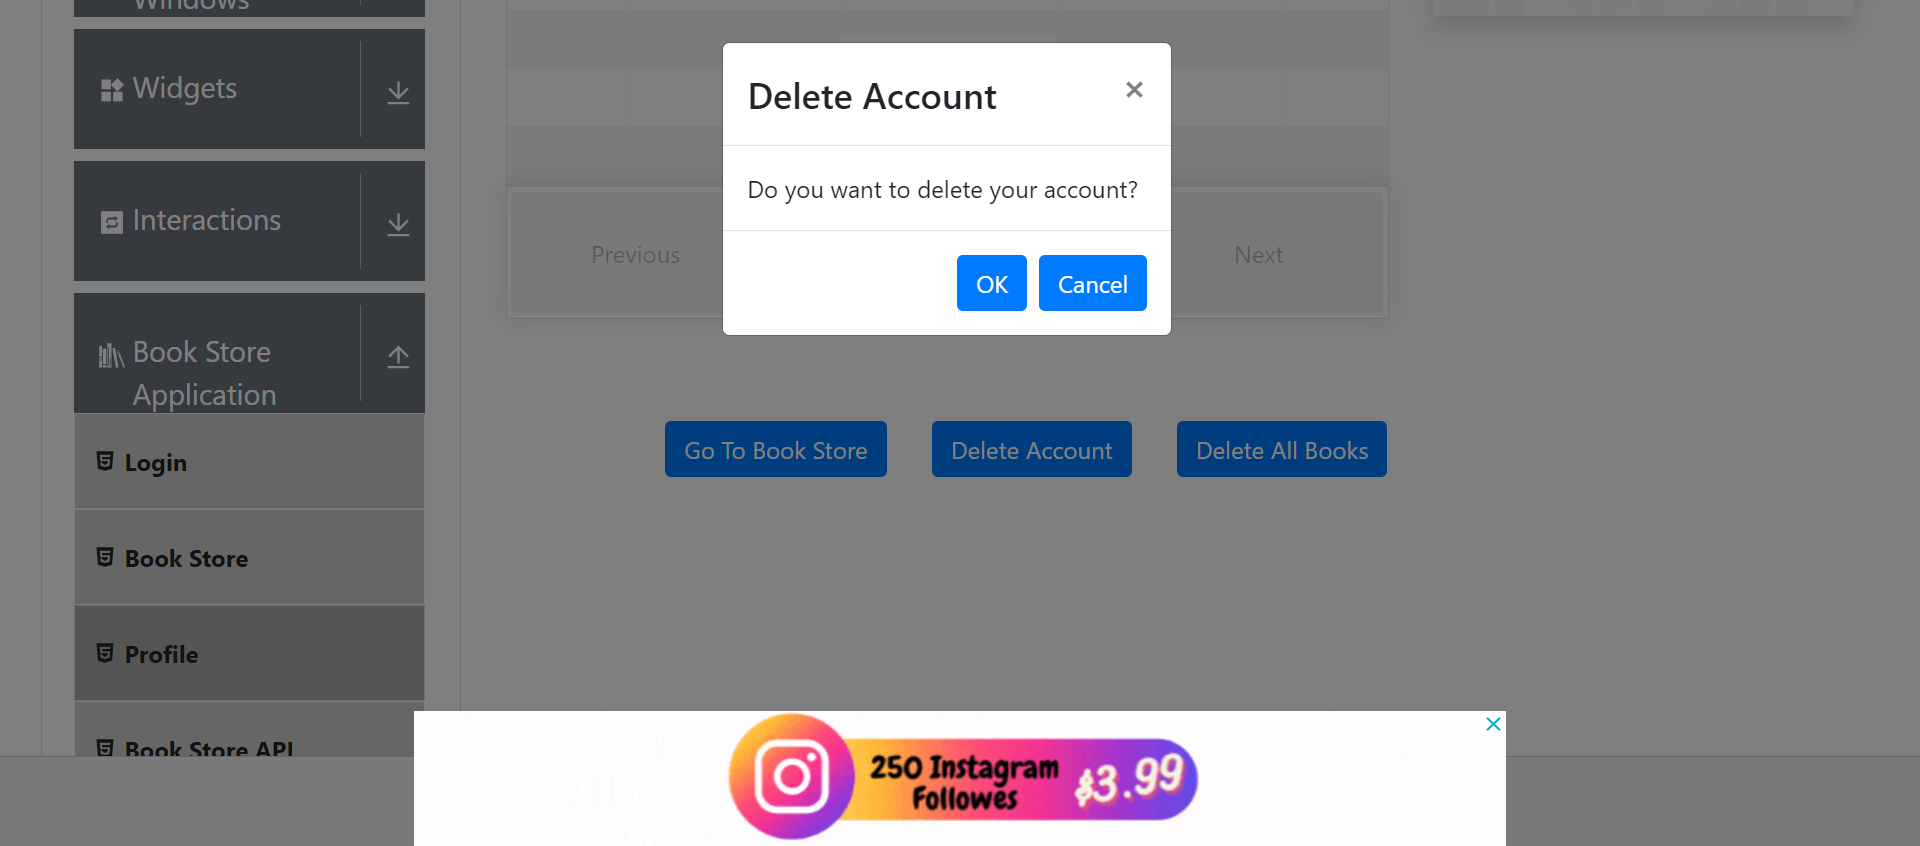 Windows
Widgets
Interactions
Book Store
Application
Login
Book Store
Profile
Book Store API
Delete Account
×
Do you want to delete your account?
OK
Cancel
Previous
Next
Go To Book Store
Delete Account
Delete All Books
250 Instagram
Followes
$3.99